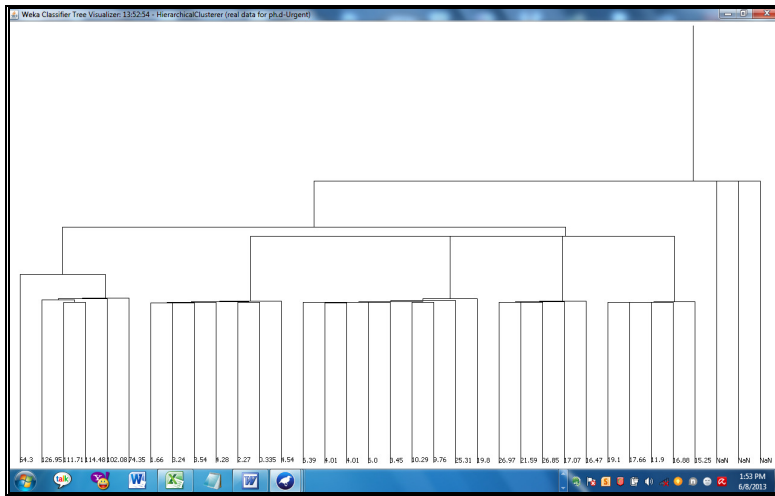 Weka Classifier Tree Visualizer: 13:52:54 - HierarchicalClusterer (real data for ph.d-Urgent)
64.3 126.95 111.71 114.48 102.08 74.35 1.66 3.24 3.54 4.28 2.27 0.335 4.54 5.39 4.01 4.01 6.0 3.45 10.29 9.76 25.31 19.8 26.97 21.59 26.85 17.07 16.47 19.1 17.66 11.9 16.88 15.25 NaN NaN NaN
talk
1:53 PM
6/8/2013